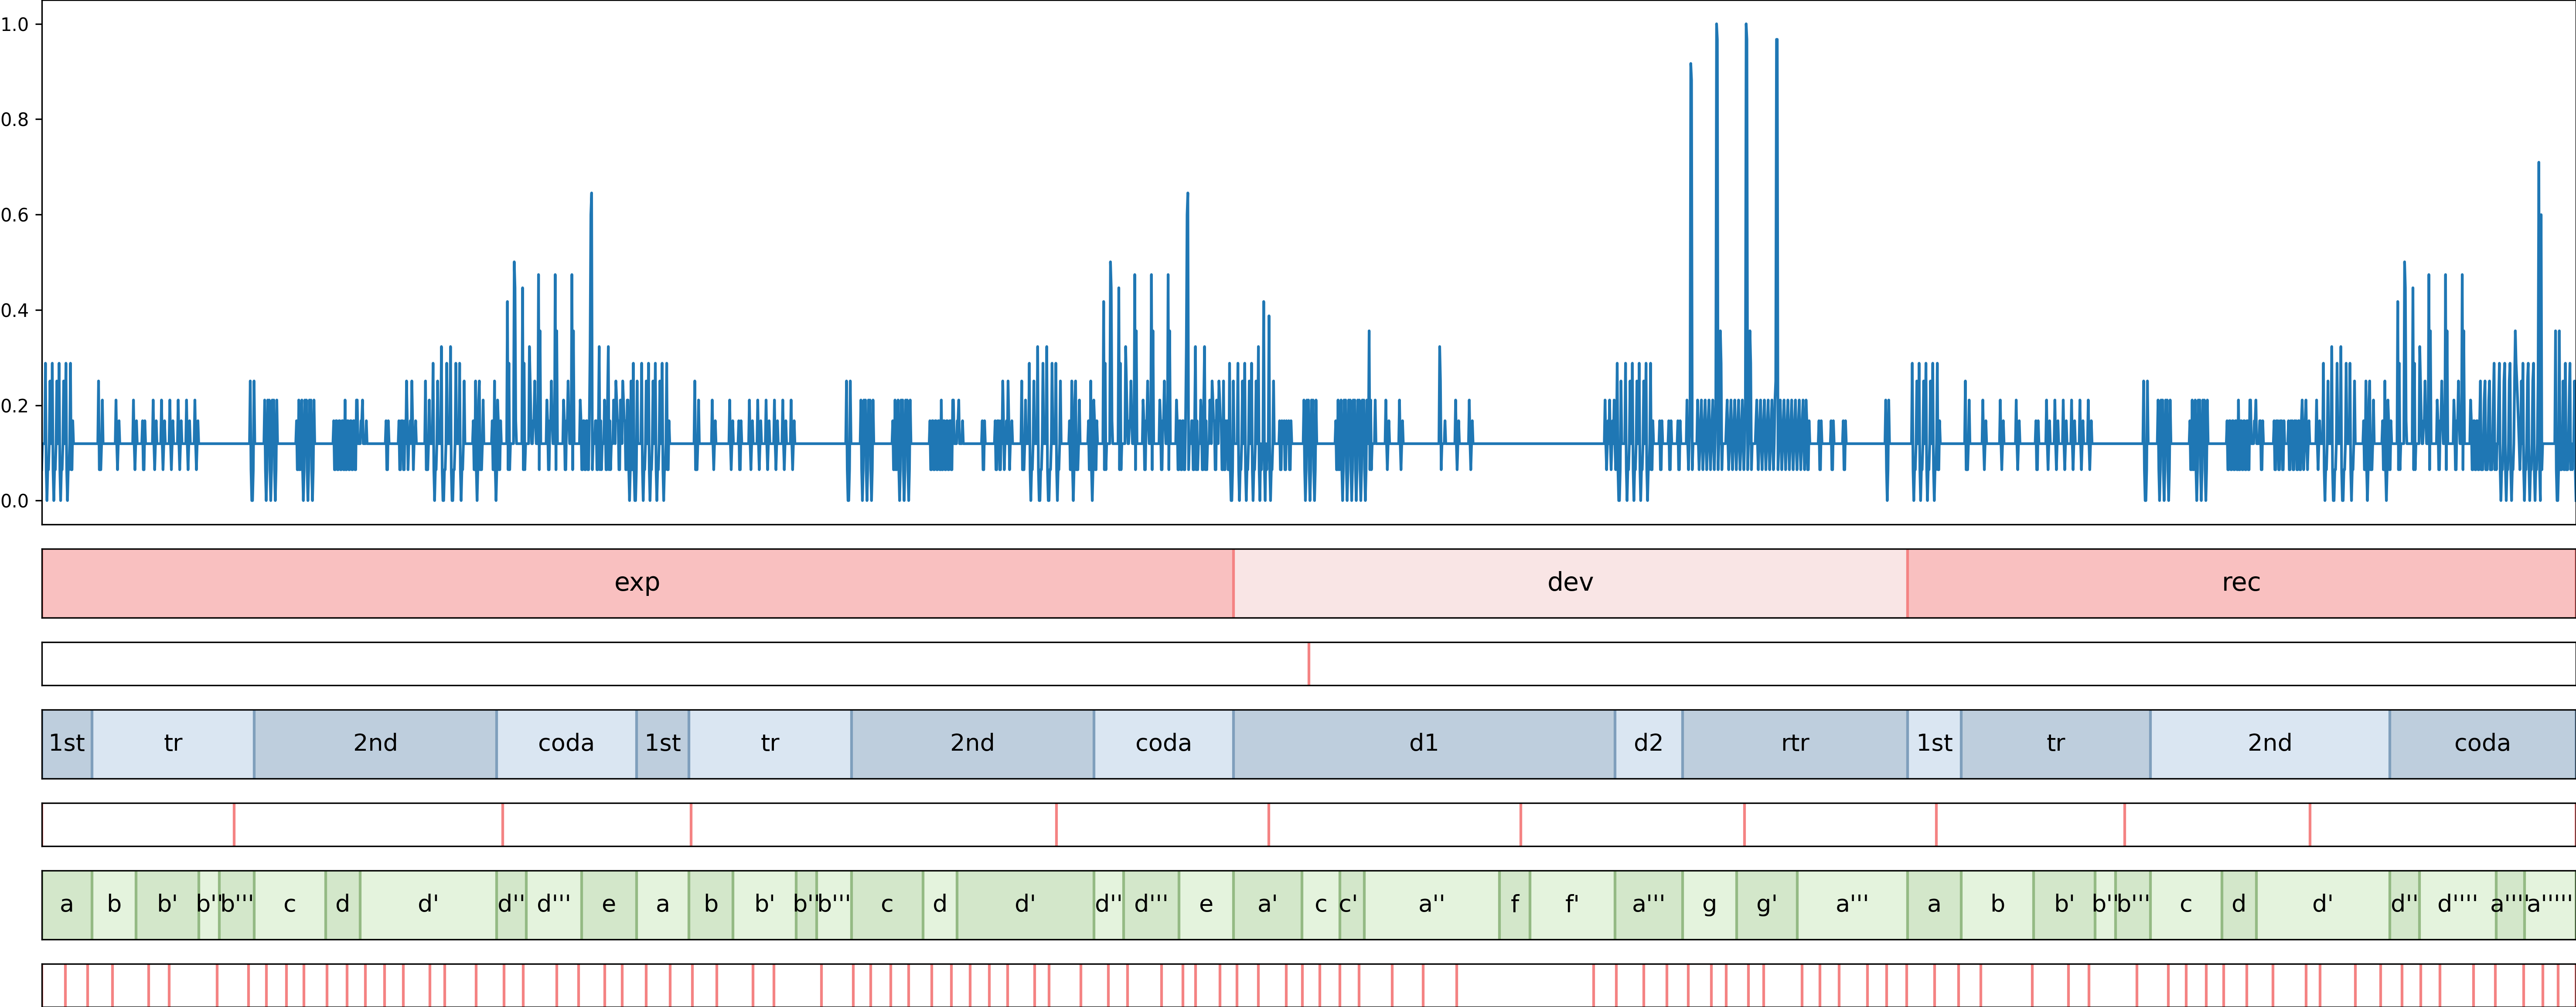 1.0
0.8
0.6
0.4
0.2
0.0
exp dev rec
1st tr 2nd coda 1st tr 2nd coda d1 d2 rtr 1st tr 2nd coda
a b b' b'' b''' c d d' d'' d''' e a b b' b'' b''' c d d' d'' d''' e a' c c' a'' f f' a''' g g' a''' a b b' b'' b''' c d d' d'' d'''' a'''' a'''''